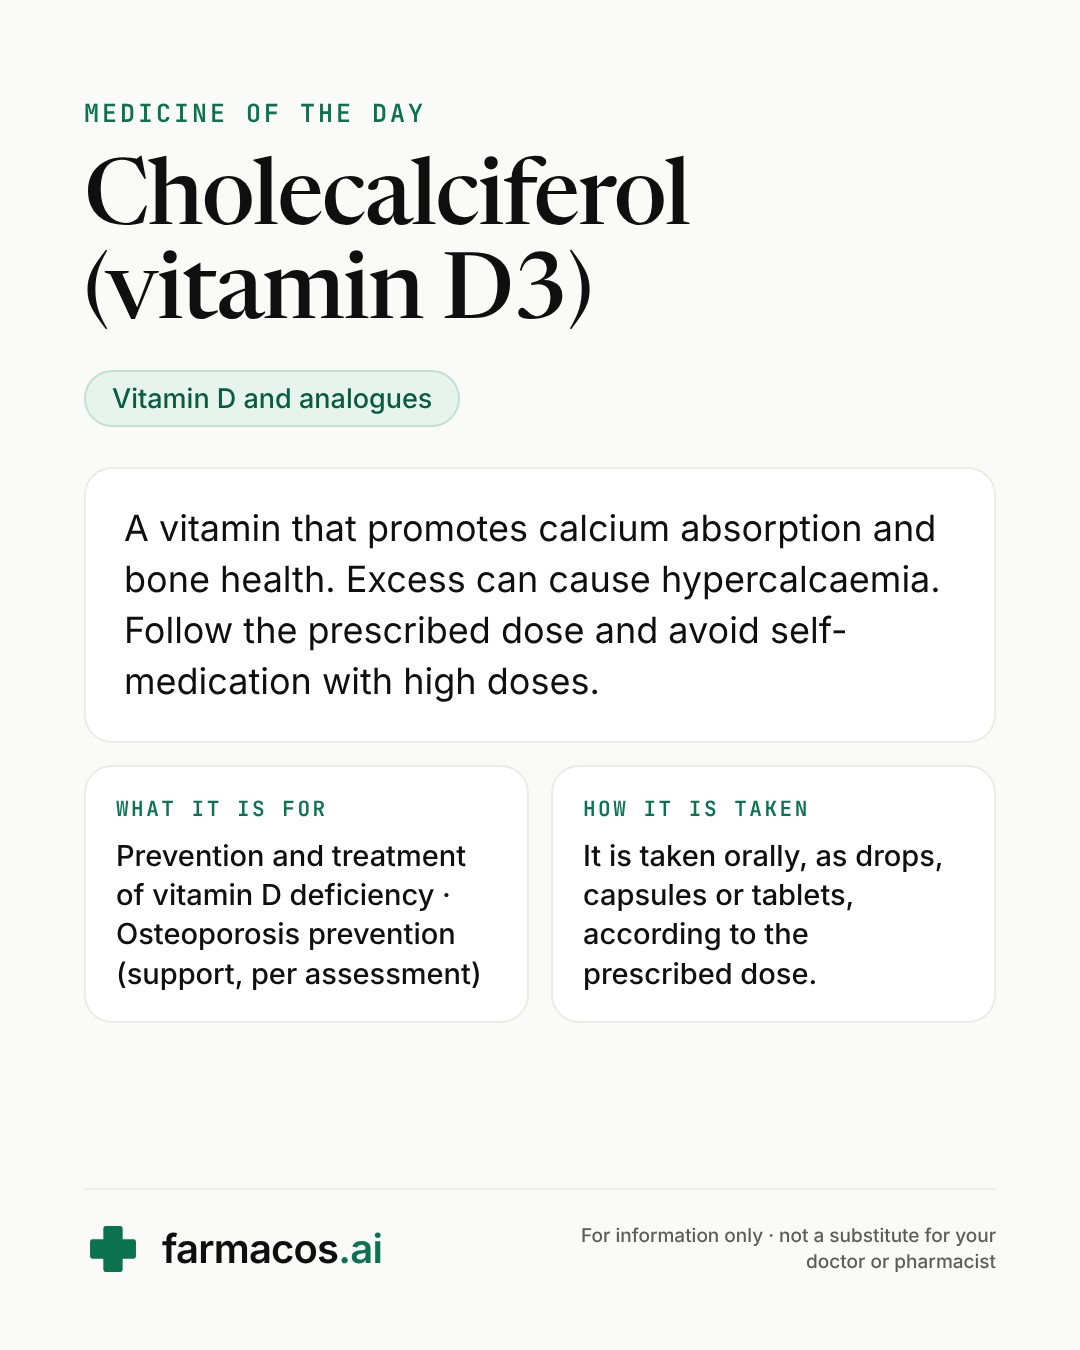 MEDICINE OF THE DAY
Cholecalciferol
(vitamin D3)
Vitamin D and analogues
A vitamin that promotes calcium absorption and
bone health. Excess can cause hypercalcaemia.
Follow the prescribed dose and avoid self-
medication with high doses.
WHAT IT IS FOR
Prevention and treatment
of vitamin D deficiency ·
Osteoporosis prevention
(support, per assessment)
HOW IT IS TAKEN
It is taken orally, as drops,
capsules or tablets,
according to the
prescribed dose.
farmacos.ai
For information only · not a substitute for your
doctor or pharmacist